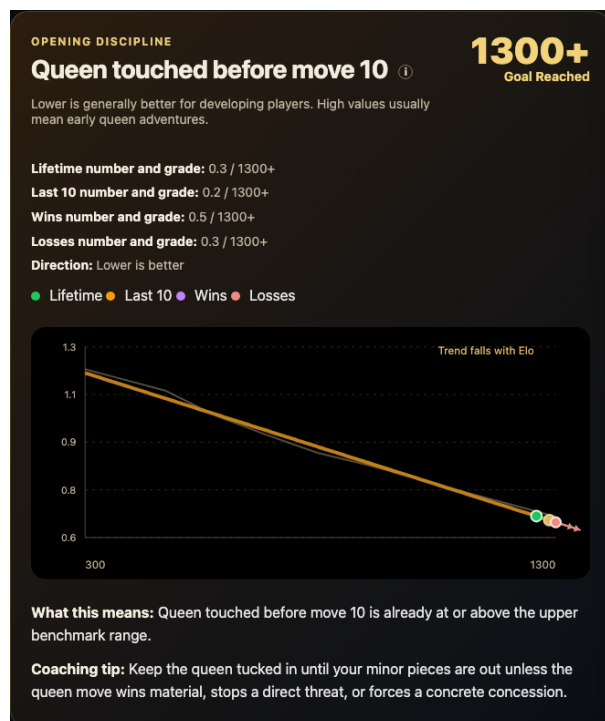 OPENING DISCIPLINE
Queen touched before move 10 ⓘ
1300+
Goal Reached
Lower is generally better for developing players. High values usually
mean early queen adventures.
Lifetime number and grade: 0.3 / 1300+
Last 10 number and grade: 0.2 / 1300+
Wins number and grade: 0.5 / 1300+
Losses number and grade: 0.3 / 1300+
Direction: Lower is better
Lifetime Last 10 Wins Losses
Trend falls with Elo
1.3
1.1
0.9
0.8
0.6
300 1300
What this means: Queen touched before move 10 is already at or above the upper
benchmark range.
Coaching tip: Keep the queen tucked in until your minor pieces are out unless the
queen move wins material, stops a direct threat, or forces a concrete concession.